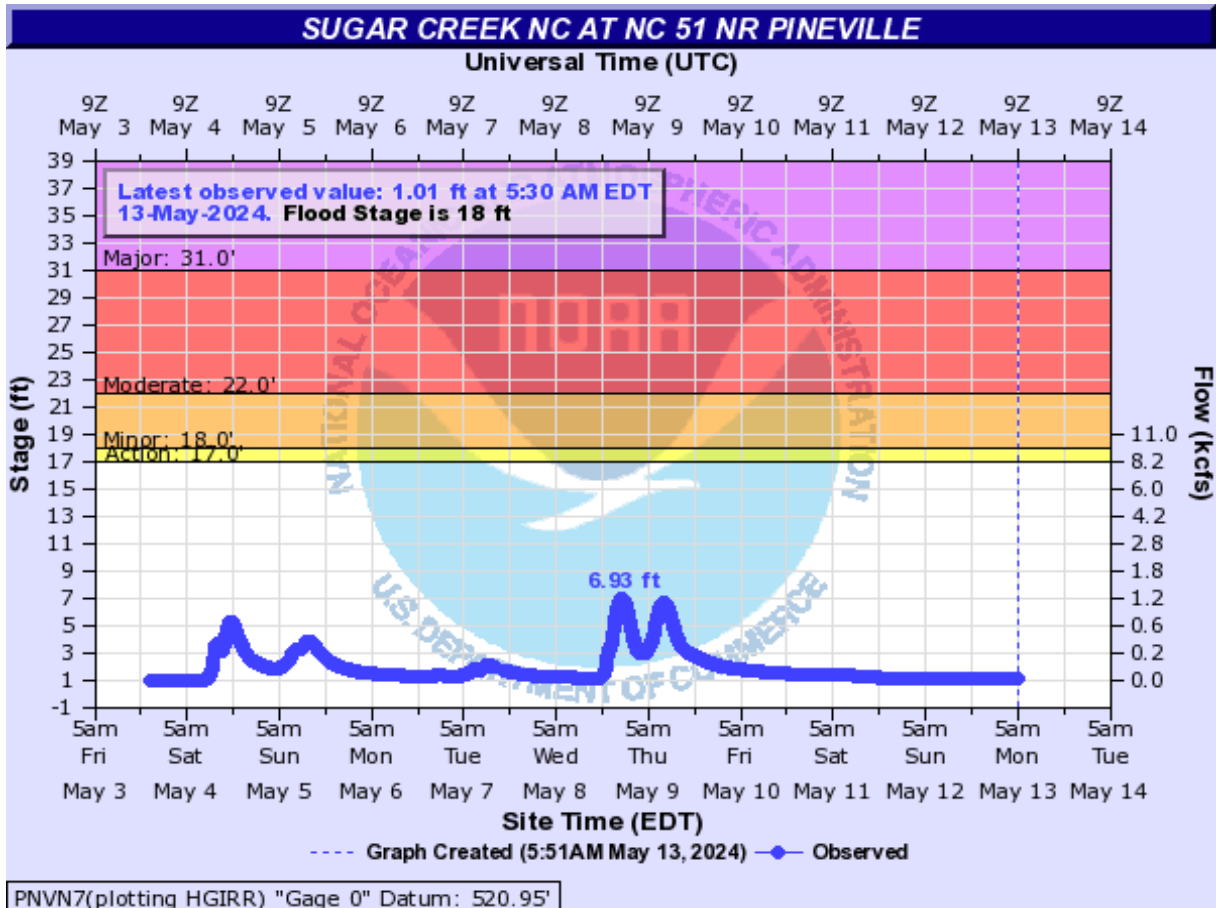 SUGAR CREEK NC AT NC 51 NR PINEVILLE
Universal Time (UTC)
9Z 9Z 9Z 9Z 9Z 9Z 9Z 9Z 9Z 9Z 9Z 9Z
May 3 May 4 May 5 May 6 May 7 May 8 May 9 May 10 May 11 May 12 May 13 May 14
Latest observed value: 1.01 ft at 5:30 AM EDT
13-May-2024. Flood Stage is 18 ft
Major: 31.0'
Moderate: 22.0'
Minor: 18.0'
Action: 17.0'
Stage (ft)
39
37
35
33
31
29
27
25
23
21
19
17
15
13
11
9
7
5
3
1
-1
Flow (kcfs)
11.0
8.2
6.0
4.2
2.8
1.8
1.2
0.6
0.2
0.0
NATIONAL OCEANIC AND ATMOSPHERIC ADMINISTRATION
NOAA
U.S. DEPARTMENT OF COMMERCE
6.93 ft
5am 5am 5am 5am 5am 5am 5am 5am 5am 5am 5am 5am
Fri Sat Sun Mon Tue Wed Thu Fri Sat Sun Mon Tue
May 3 May 4 May 5 May 6 May 7 May 8 May 9 May 10 May 11 May 12 May 13 May 14
Site Time (EDT)
Graph Created (5:51AM May 13, 2024) Observed
PNVN7(plotting HGIRR) "Gage 0" Datum: 520.95'